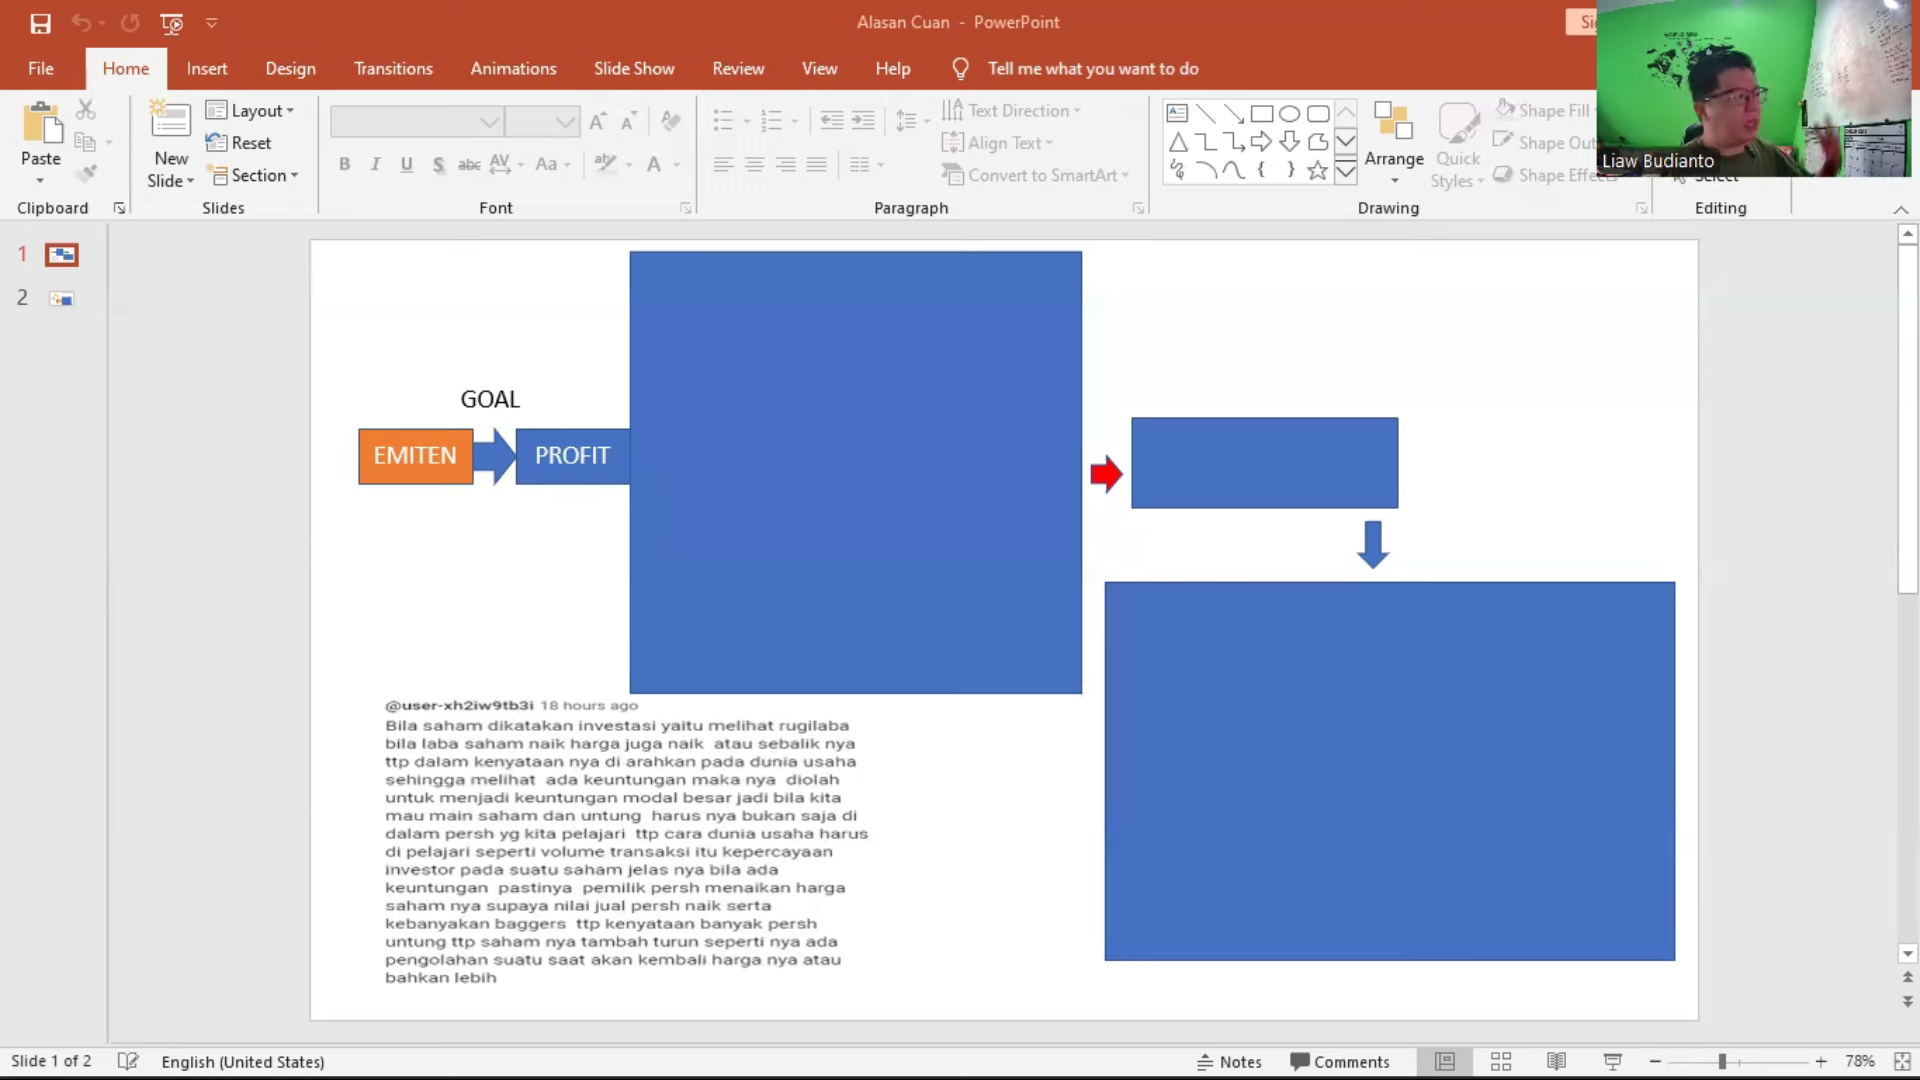 Alasan Cuan - PowerPoint
File Home Insert Design Transitions Animations Slide Show Review View Help Tell me what you want to do
Paste
Clipboard
New
Slide
Layout
Reset
Section
Slides
B I U S abc AV Aa A
Font
Text Direction
Align Text
Convert to SmartArt
Paragraph
Arrange
Quick
Styles
Shape Fill
Shape Out
Shape Effects
Drawing
Select
Editing
Liaw Budianto
1
2
GOAL
EMITEN
PROFIT
@user-xh2iw9tb3i 18 hours ago
Bila saham dikatakan investasi yaitu melihat rugilaba
bila laba saham naik harga juga naik atau sebalik nya
ttp dalam kenyataan nya di arahkan pada dunia usaha
sehingga melihat ada keuntungan maka nya diolah
untuk menjadi keuntungan modal besar jadi bila kita
mau main saham dan untung harus nya bukan saja di
dalam persh yg kita pelajari ttp cara dunia usaha harus
di pelajari seperti volume transaksi itu kepercayaan
investor pada suatu saham jelas nya bila ada
keuntungan pastinya pemilik persh menaikan harga
saham nya supaya nilai jual persh naik serta
kebanyakan baggers ttp kenyataan banyak persh
untung ttp saham nya tambah turun seperti nya ada
pengolahan suatu saat akan kembali harga nya atau
bahkan lebih
Slide 1 of 2 English (United States) Notes Comments 78%